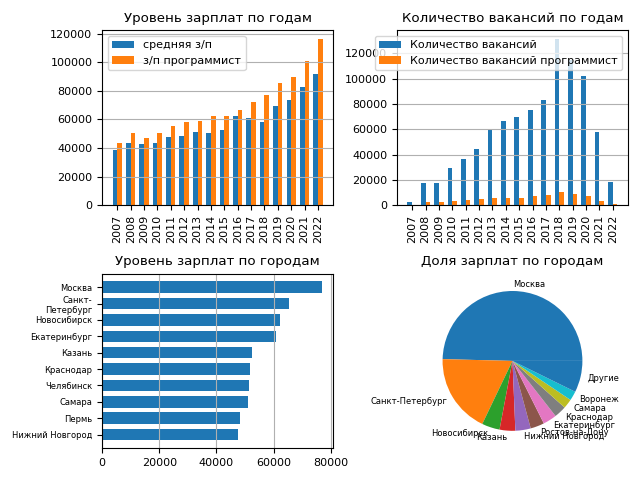 Уровень зарплат по годам
120000
100000
80000
60000
40000
20000
0
средняя з/п
з/п программист
2007
2008
2009
2010
2011
2012
2013
2014
2015
2016
2017
2018
2019
2020
2021
2022
Количество вакансий по годам
120000
100000
80000
60000
40000
20000
0
Количество вакансий
Количество вакансий программист
2007
2008
2009
2010
2011
2012
2013
2014
2015
2016
2017
2018
2019
2020
2021
2022
Уровень зарплат по городам
Москва
Санкт-
Петербург
Новосибирск
Екатеринбург
Казань
Краснодар
Челябинск
Самара
Пермь
Нижний Новгород
0
20000
40000
60000
80000
Доля зарплат по городам
Москва
Другие
Воронеж
Самара
Краснодар
Екатеринбург
Ростов-на-Дону
Нижний Новгород
Казань
Новосибирск
Санкт-Петербург